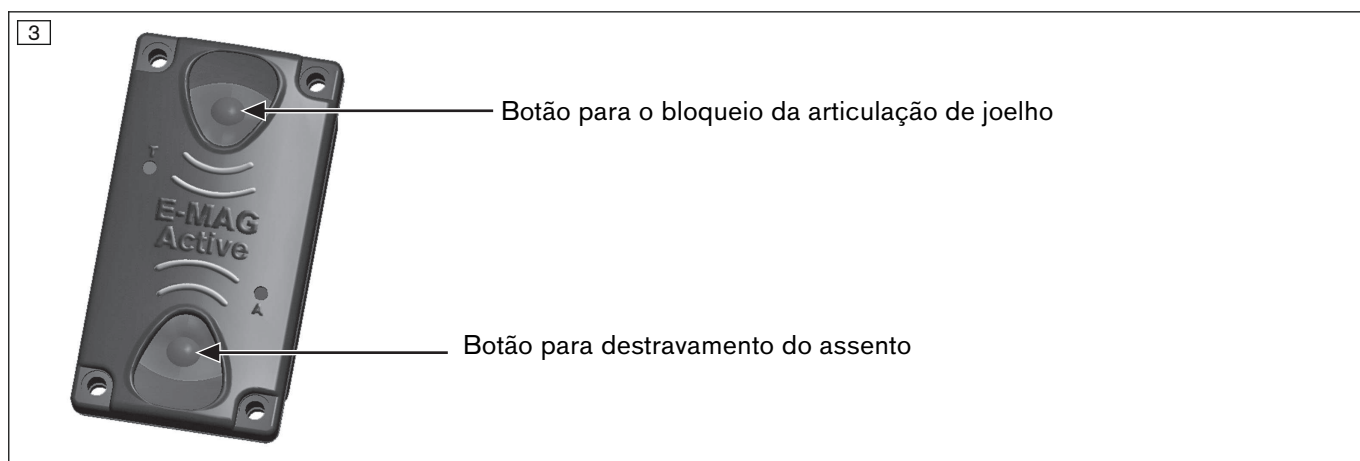 3
Botão para o bloqueio da articulação de joelho
T
E-MAG
Active
A
Botão para destravamento do assento